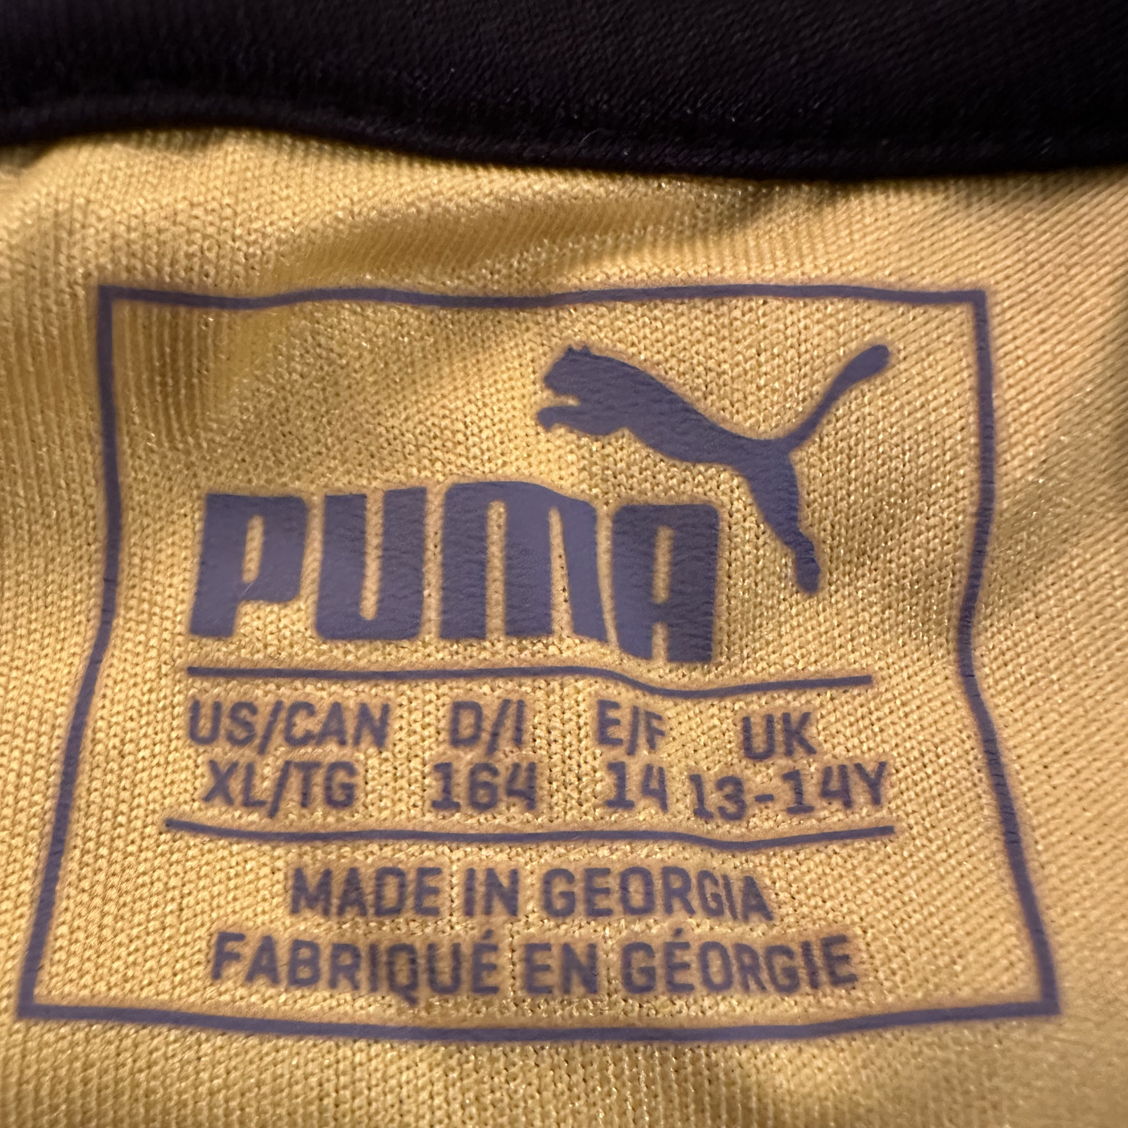 PUMA
US/CAN D/I E/F UK
XL/TG 164 14 13-14Y
MADE IN GEORGIA
FABRIQUÉ EN GÉORGIE